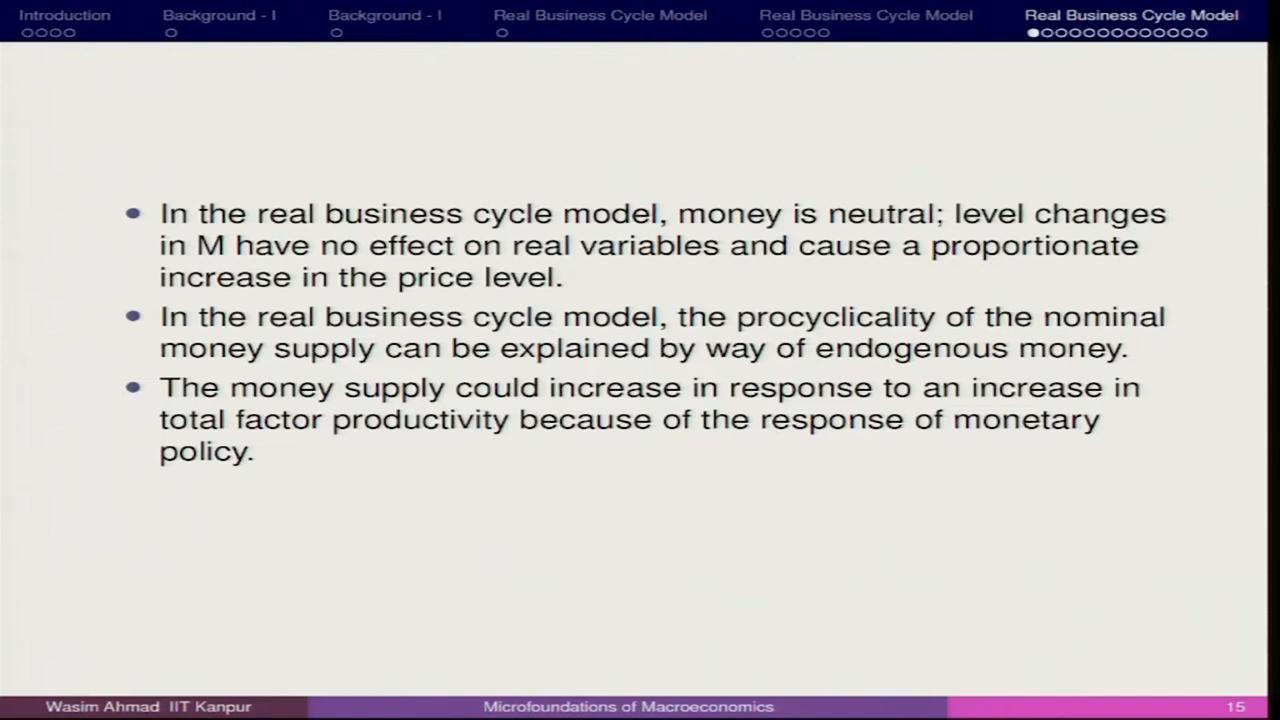 Introduction
Background - I
Background - I
Real Business Cycle Model
Real Business Cycle Model
Real Business Cycle Model
In the real business cycle model, money is neutral; level changes
in M have no effect on real variables and cause a proportionate
increase in the price level.
In the real business cycle model, the procyclicality of the nominal
money supply can be explained by way of endogenous money.
The money supply could increase in response to an increase in
total factor productivity because of the response of monetary
policy.
Wasim Ahmad IIT Kanpur
Microfoundations of Macroeconomics
15